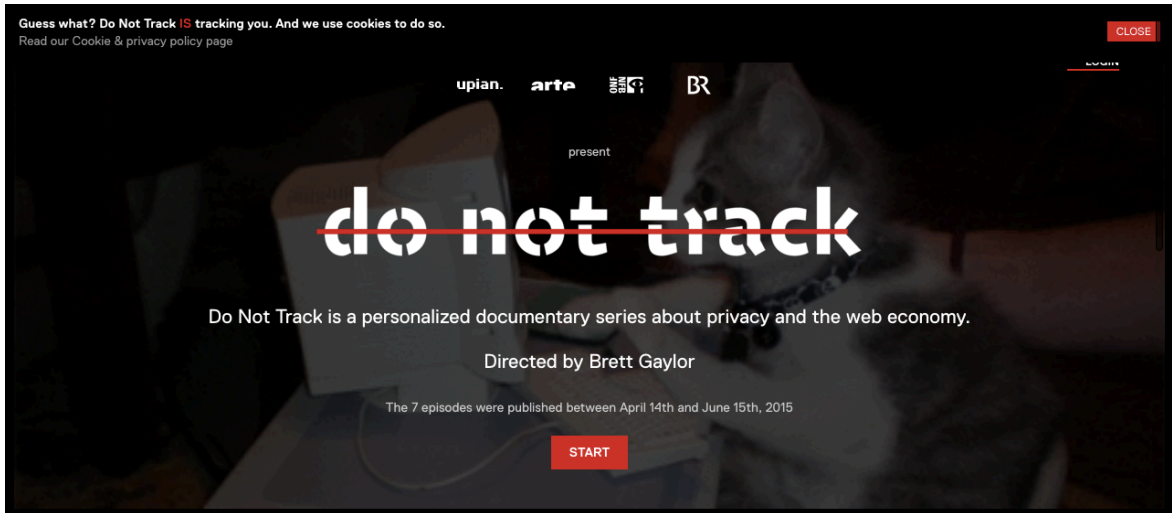 Guess what? Do Not Track IS tracking you. And we use cookies to do so.
Read our Cookie & privacy policy page
CLOSE
LOGIN
upian. arte ONF NFB BR
present
do not track
Do Not Track is a personalized documentary series about privacy and the web economy.
Directed by Brett Gaylor
The 7 episodes were published between April 14th and June 15th, 2015
START